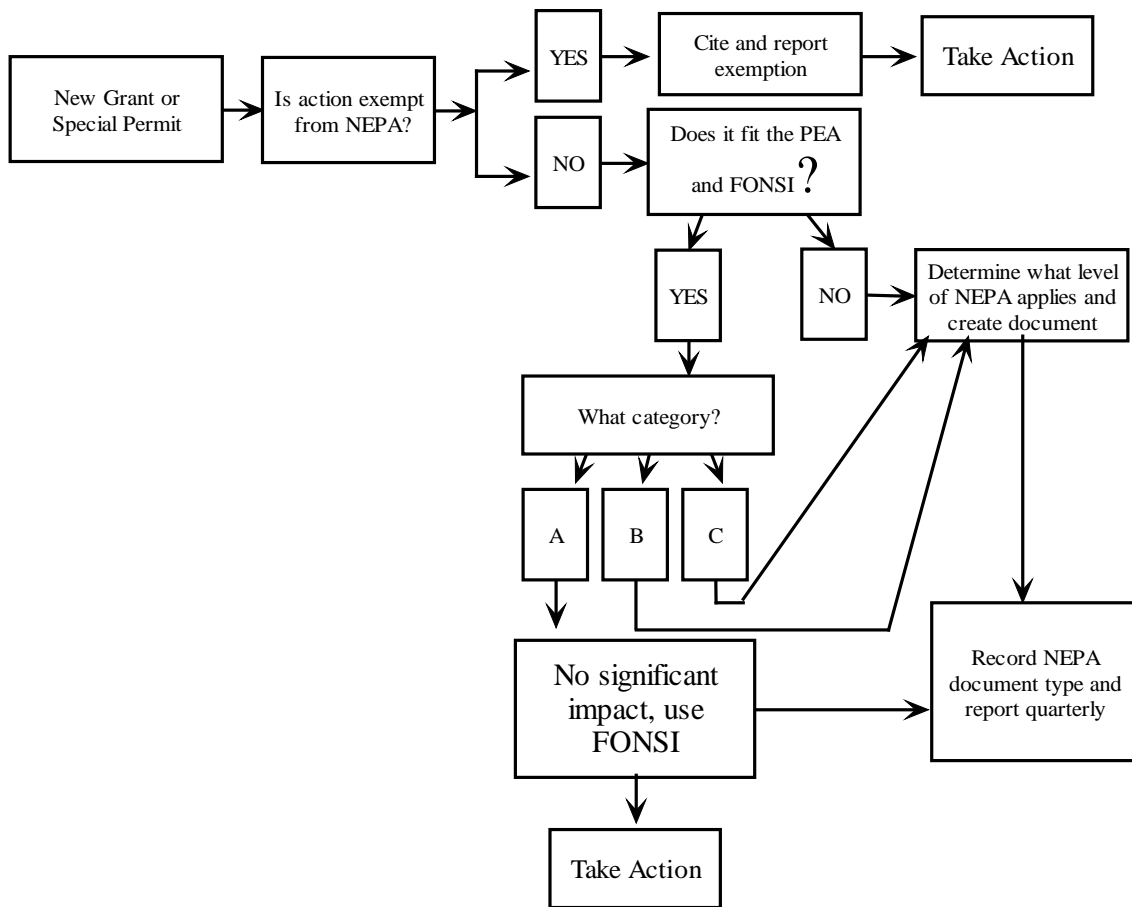 New Grant or
Special Permit
Is action exempt
from NEPA?
YES
Cite and report
exemption
Take Action
NO
Does it fit the PEA
and FONSI?
YES
NO
Determine what level
of NEPA applies and
create document
What category?
A
B
C
No significant
impact, use
FONSI
Record NEPA
document type and
report quarterly
Take Action